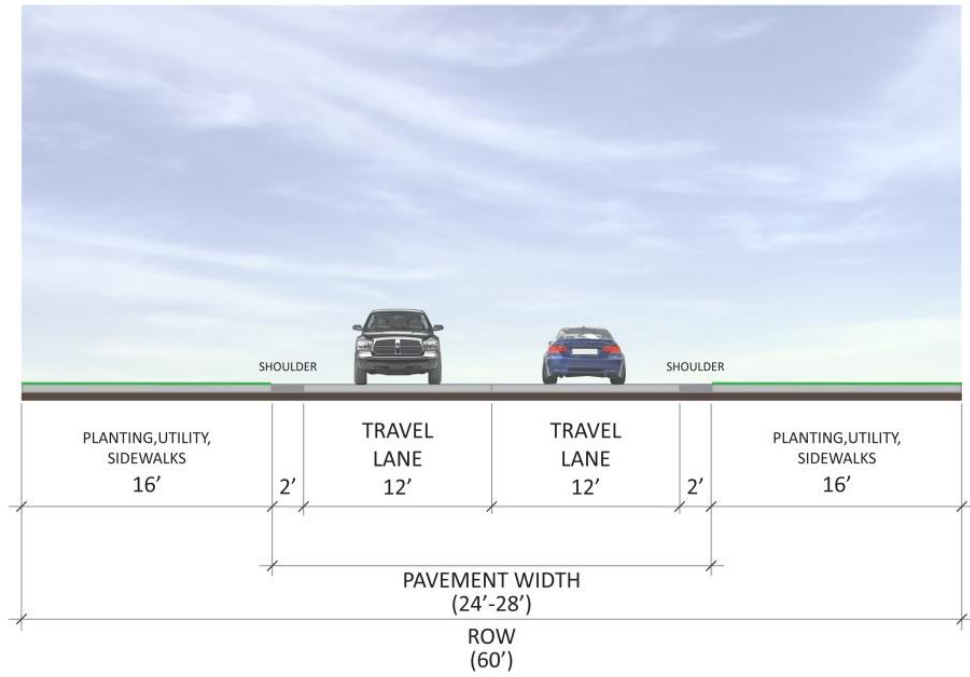 SHOULDER
SHOULDER
PLANTING,UTILITY,
SIDEWALKS
16’
2’
TRAVEL
LANE
12’
TRAVEL
LANE
12’
2’
PLANTING,UTILITY,
SIDEWALKS
16’
PAVEMENT WIDTH
(24’-28’)
ROW
(60’)